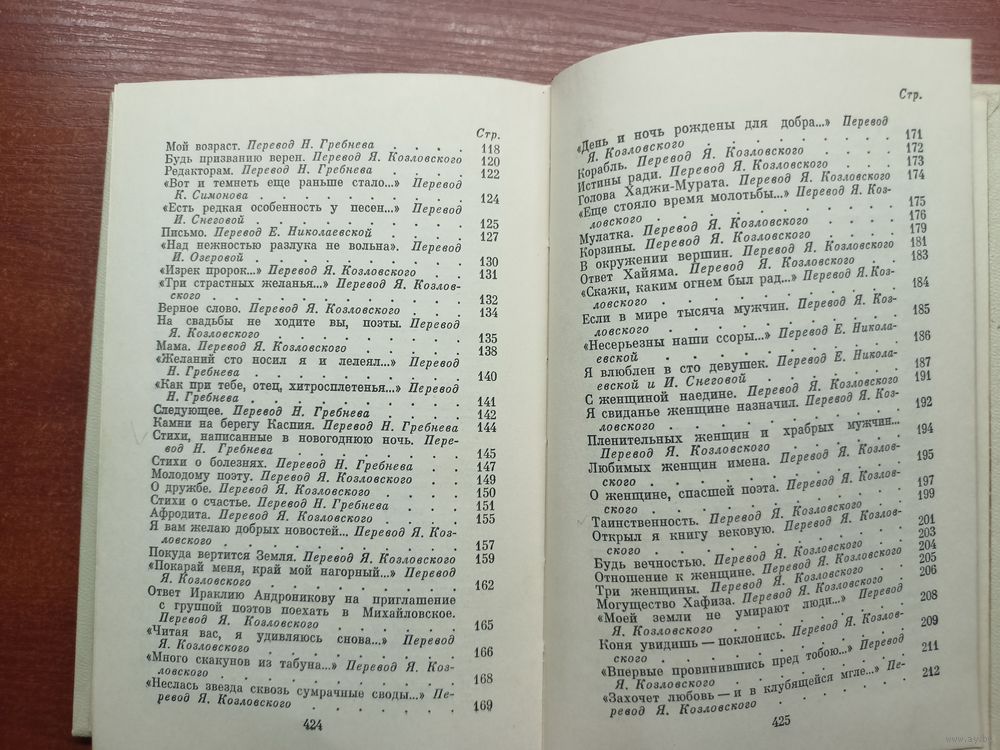 Стр.
Мой возраст. Перевод Н. Гребнева . . . . 118
Будь призванию верен. Перевод Я. Козловского 120
Редакторам. Перевод Н. Гребнева . . . . 122
«Вот и темнеть еще раньше стало...» Перевод
К. Симонова . . . . . . . . . . 124
«Есть редкая особенность у песен...» Перевод
И. Снеговой . . . . . . . . . . 125
Письмо. Перевод Е. Николаевской . . . . 127
«Над нежностью разлука не вольна». Перевод
И. Озеровой . . . . . . . . . . 130
«Изрек пророк...» Перевод Я. Козловского . . 131
«Три страстных желанья...» Перевод Я. Козлов-
ского . . . . . . . . . . . . 132
Верное слово. Перевод Я. Козловского . . . 134
На свадьбы не ходите вы, поэты. Перевод
Я. Козловского . . . . . . . . . 135
Мама. Перевод Я. Козловского . . . . . 138
«Желаний сто носил я и лелеял...» Перевод
Н. Гребнева . . . . . . . . . . 140
«Как при тебе, отец, хитросплетенья...» Перевод
Н. Гребнева . . . . . . . . . . 141
Следующее. Перевод Н. Гребнева . . . . 142
Камни на берегу Каспия. Перевод Н. Гребнева 144
Стихи, написанные в новогоднюю ночь. Пере-
вод Н. Гребнева . . . . . . . . . 145
Стихи о болезнях. Перевод Н. Гребнева . . . 147
Молодому поэту. Перевод Я. Козловского . . 149
О дружбе. Перевод Я. Козловского . . . . 150
Стихи о счастье. Перевод Н. Гребнева . . . 151
Афродита. Перевод Я. Козловского . . . . 155
Я вам желаю добрых новостей... Перевод Я. Коз-
ловского . . . . . . . . . . . 157
Покуда вертится Земля. Перевод Я. Козловского 159
«Покарай меня, край мой нагорный...» Перевод
Я. Козловского . . . . . . . . . 162
Ответ Ираклию Андроникову на приглашение
с группой поэтов поехать в Михайловское.
Перевод Я. Козловского . . . . . . 165
«Читая вас, я удивляюсь снова...» Перевод
Я. Козловского . . . . . . . . . 166
«Много скакунов из табуна...» Перевод Я. Коз-
ловского . . . . . . . . . . . 168
«Неслась звезда сквозь сумрачные своды...» Пе-
ревод Я. Козловского . . . . . . . 169
424
Стр.
«День и ночь рождены для добра...» Перевод
Я. Козловского . . . . . . . . . 171
Корабль. Перевод Я. Козловского . . . . 172
Истины ради. Перевод Я. Козловского . . . 173
Голова Хаджи-Мурата. Перевод Я. Козловского 174
«Еще стояло время молотьбы...» Перевод Я. Коз-
ловского . . . . . . . . . . . 175
Мулатка. Перевод Я. Козловского . . . . 176
Корзины. Перевод Я. Козловского . . . . 179
В окружении вершин. Перевод Я. Козловского 181
Ответ Хайяма. Перевод Я. Козловского . . . 183
«Скажи, каким огнем был рад...» Перевод Я. Коз-
ловского . . . . . . . . . . . 184
Если в мире тысяча мужчин. Перевод Я. Коз-
ловского . . . . . . . . . . . 185
«Несерьезны наши ссоры...» Перевод Е. Никола-
евской . . . . . . . . . . . . 186
Я влюблен в сто девушек. Перевод Е. Никола-
евской и И. Снеговой . . . . . . . 187
С женщиной наедине. Перевод Я. Козловского 191
Я свиданье женщине назначил. Перевод Я. Коз-
ловского . . . . . . . . . . . 192
Пленительных женщин и храбрых мужчин...
Перевод Я. Козловского . . . . . . 194
Любимых женщин имена. Перевод Я. Козлов-
ского . . . . . . . . . . . . 195
О женщине, спасшей поэта. Перевод Я. Козлов-
ского . . . . . . . . . . . . 197
Таинственность. Перевод Я. Козловского . . 199
Открыл я книгу вековую. Перевод Я. Козлов-
ского . . . . . . . . . . . . 201
Будь вечностью. Перевод Я. Козловского . . 203
Отношение к женщине. Перевод Я. Козловского 204
Три женщины. Перевод Я. Козловского . . . 205
Могущество Хафиза. Перевод Я. Козловского 206
«Моей земли не умирают люди...» Перевод
Я. Козловского . . . . . . . . . 208
Коня увидишь — поклонись. Перевод Я. Козлов-
ского . . . . . . . . . . . . 209
«Впервые провинившись пред тобою...» Перевод
Я. Козловского . . . . . . . . . 211
«Захочет любовь — и в клубящейся мгле...» Пе-
ревод Я. Козловского . . . . . . . 212
425